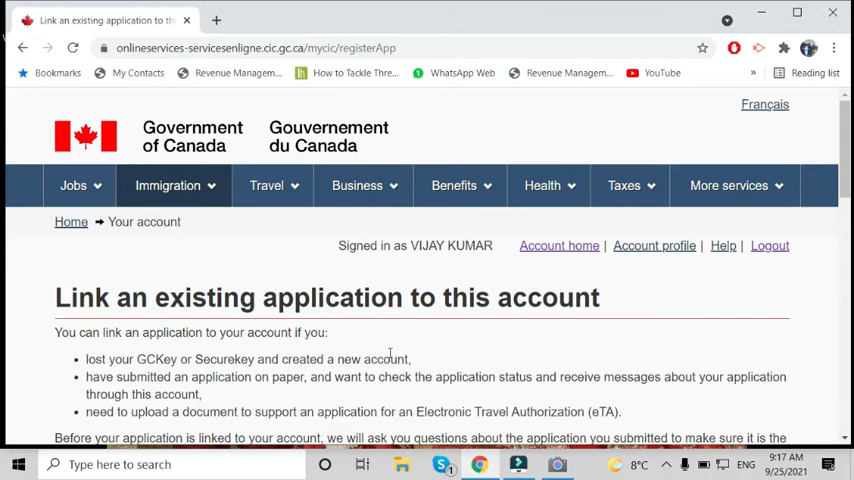 Link an existing application to th
onlineservices-servicesenligne.cic.gc.ca/mycic/registerApp
Bookmarks My Contacts Revenue Managem... How to Tackle Thre... WhatsApp Web Revenue Managem... YouTube » Reading list
Français
Government of Canada
Gouvernement du Canada
Jobs Immigration Travel Business Benefits Health Taxes More services
Home ➡ Your account
Signed in as VIJAY KUMAR Account home | Account profile | Help | Logout
Link an existing application to this account
You can link an application to your account if you:
• lost your GCKey or Securekey and created a new account,
• have submitted an application on paper, and want to check the application status and receive messages about your application
through this account,
• need to upload a document to support an application for an Electronic Travel Authorization (eTA).
Before your application is linked to your account, we will ask you questions about the application you submitted to make sure it is the
Type here to search 1 8°C ENG 9:17 AM
9/25/2021